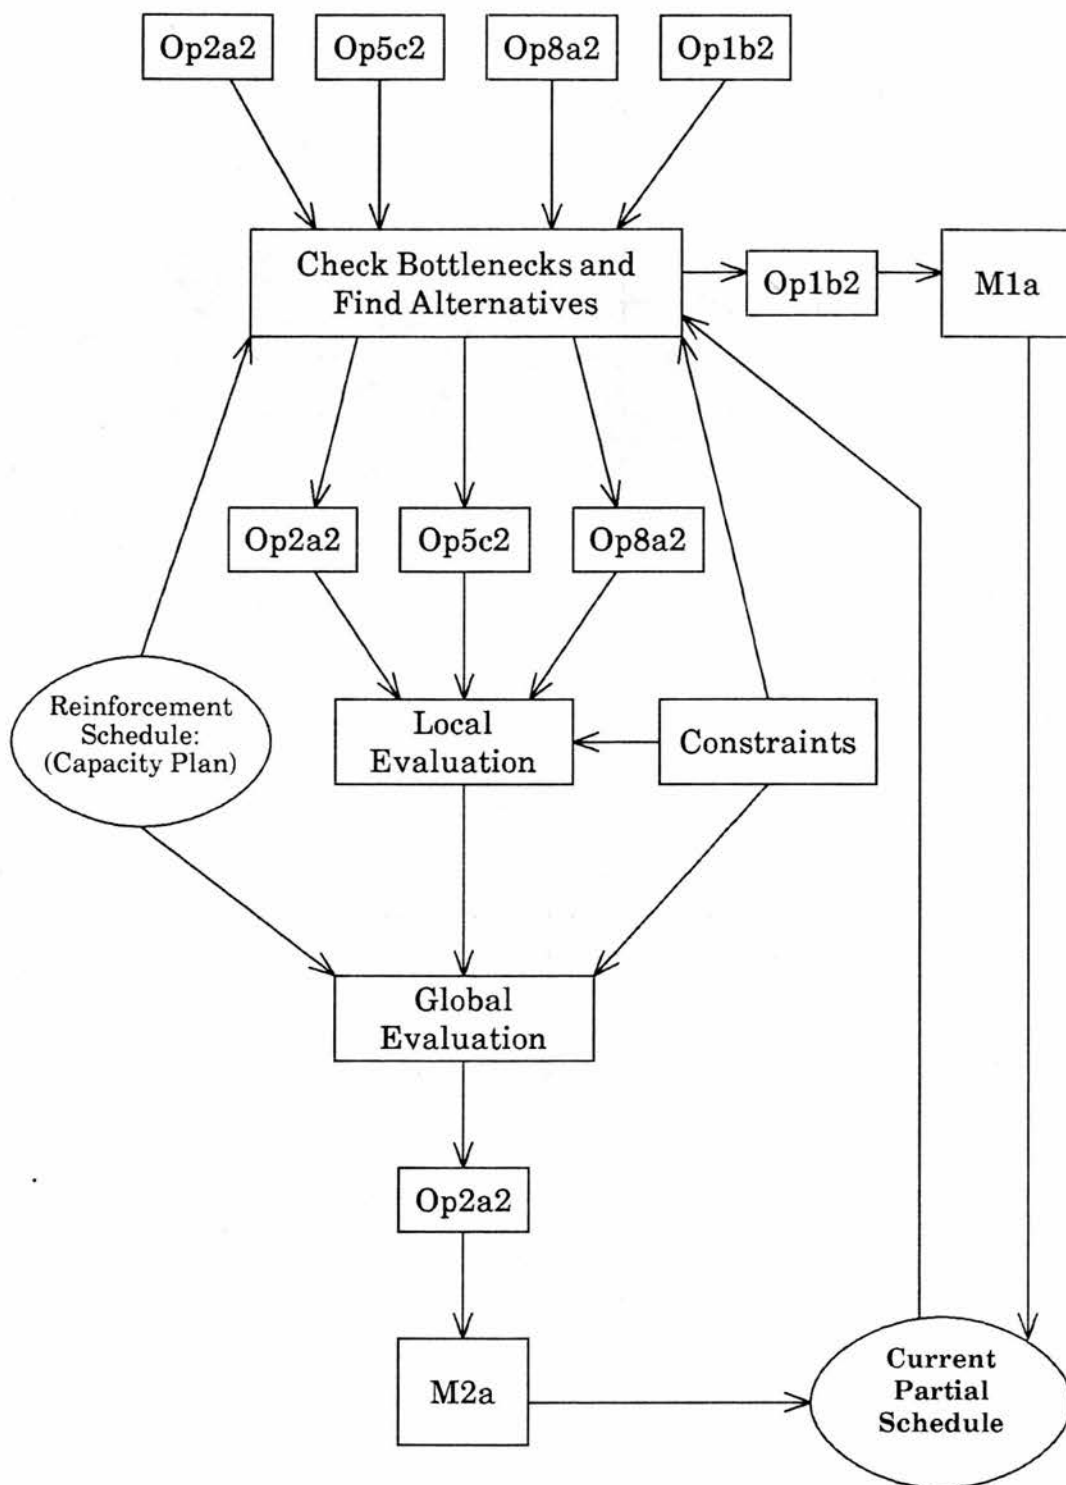 Op2a2
Op5c2
Op8a2
Op1b2
Check Bottlenecks and
Find Alternatives
Op1b2
M1a
Op2a2
Op5c2
Op8a2
Reinforcement
Schedule:
(Capacity Plan)
Local
Evaluation
Constraints
Global
Evaluation
Op2a2
M2a
Current
Partial
Schedule